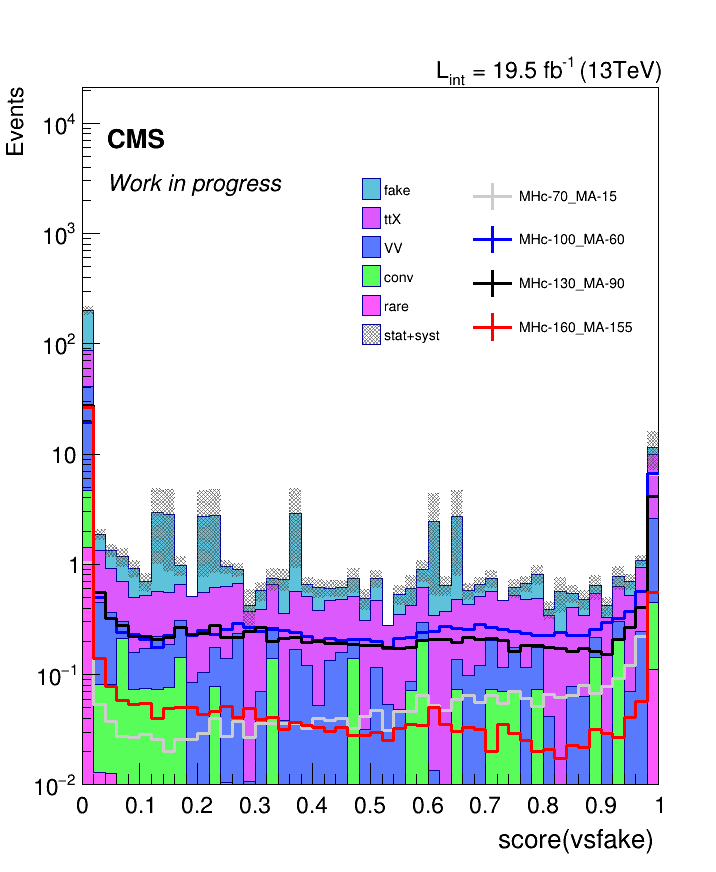 L_int = 19.5 fb^-1 (13TeV)
Events
CMS
Work in progress
fake
ttX
VV
conv
rare
stat+syst
MHc-70_MA-15
MHc-100_MA-60
MHc-130_MA-90
MHc-160_MA-155
10^4
10^3
10^2
10
1
10^-1
10^-2
0 0.1 0.2 0.3 0.4 0.5 0.6 0.7 0.8 0.9 1
score(vsfake)